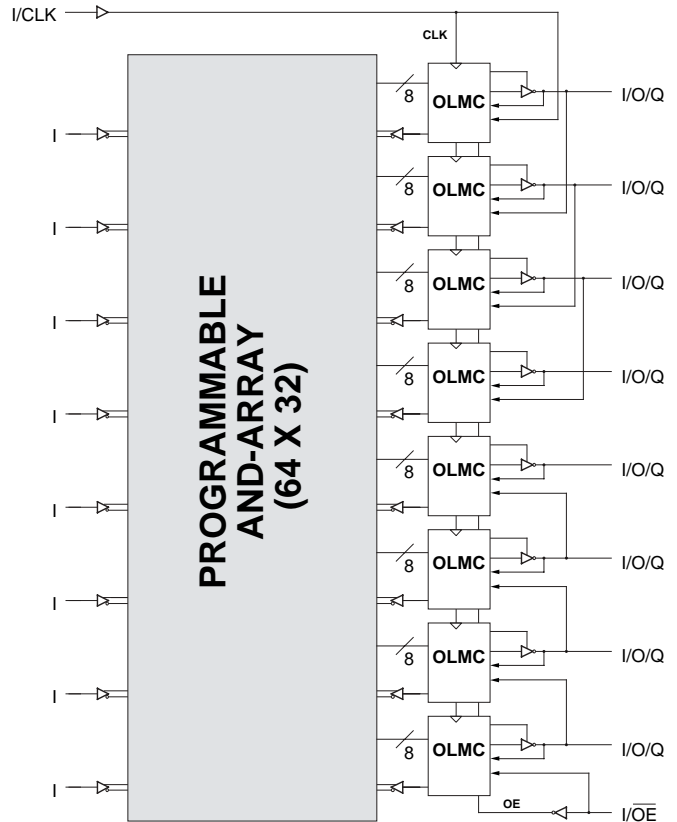 I/CLK
CLK
8
OLMC
I/O/Q
I
8
OLMC
I/O/Q
I
8
OLMC
I/O/Q
I
8
OLMC
I/O/Q
I
PROGRAMMABLE
AND-ARRAY
(64 X 32)
8
OLMC
I/O/Q
I
8
OLMC
I/O/Q
I
8
OLMC
I/O/Q
I
8
OLMC
I/O/Q
I
OE
I/O̅E̅